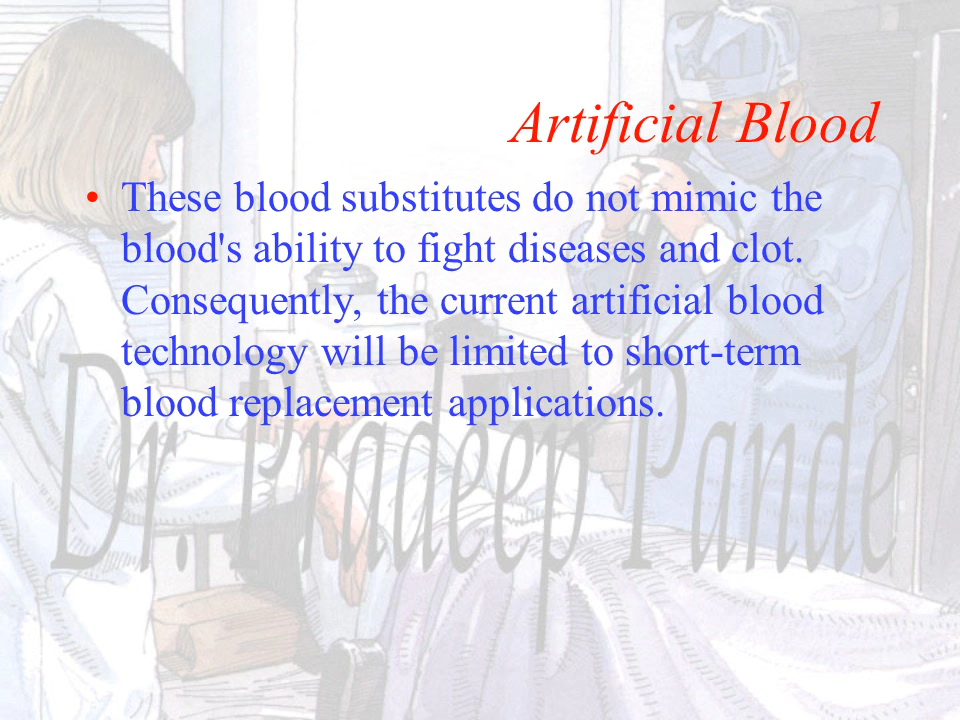 Artificial Blood
• These blood substitutes do not mimic the
blood's ability to fight diseases and clot.
Consequently, the current artificial blood
technology will be limited to short-term
blood replacement applications.
Dr. Pradeep Pande